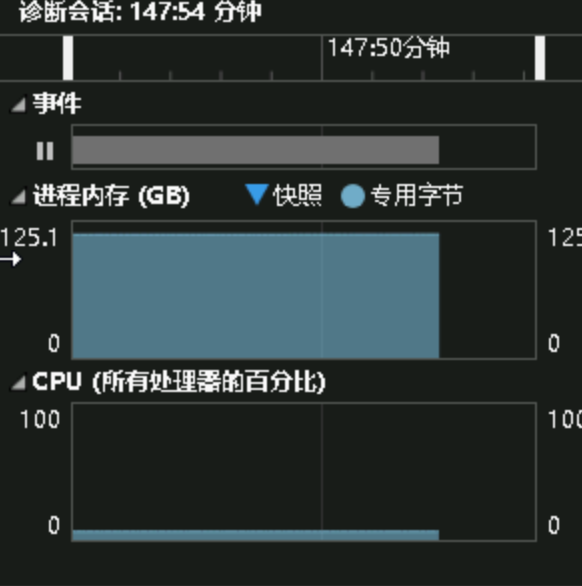 诊断会话: 147:54 分钟
147:50分钟
事件
进程内存 (GB) 快照 专用字节
125.1 125
0 0
CPU (所有处理器的百分比)
100 100
0 0